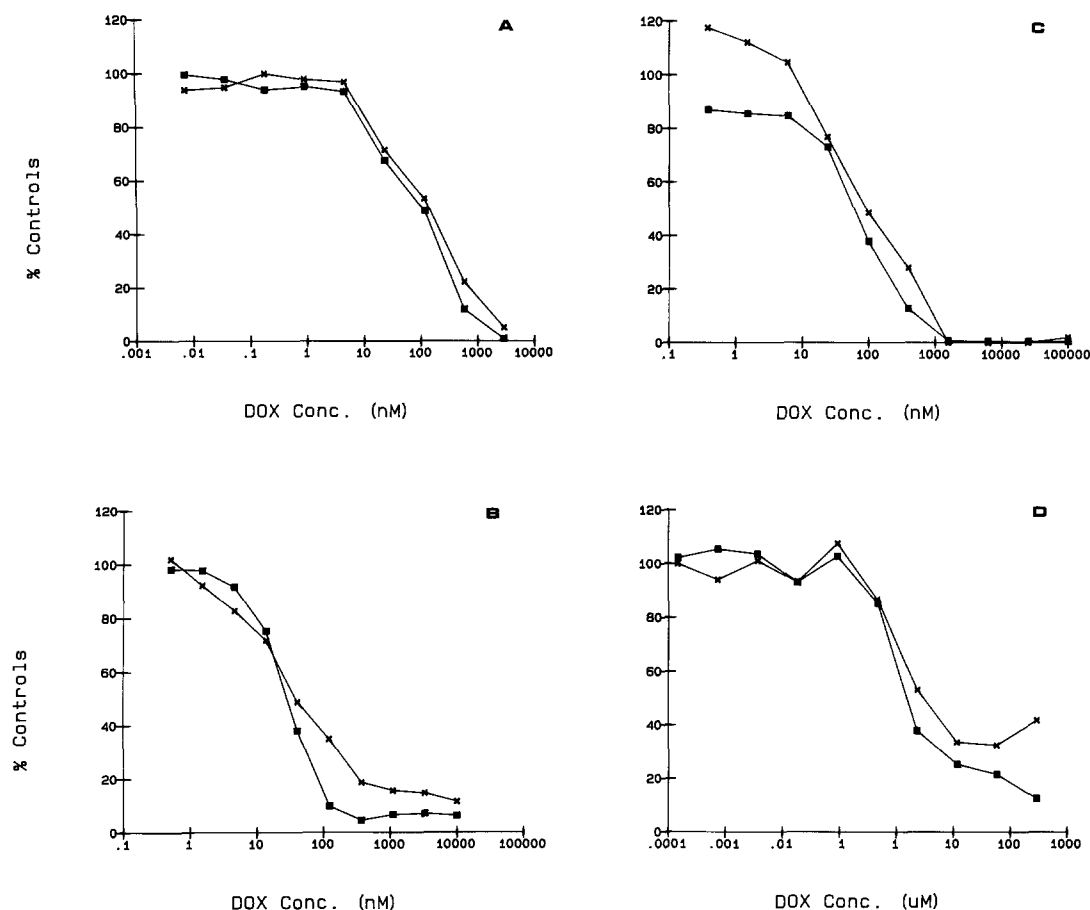 A
120
100
80
60
40
20
0
.001 .01 .1 1 10 100 1000 10000
% Controls
DOX Conc. (nM)
C
120
100
80
60
40
20
0
.1 1 10 100 1000 10000 100000
DOX Conc. (nM)
B
120
100
80
60
40
20
0
.1 1 10 100 1000 10000 100000
% Controls
DOX Conc. (nM)
D
120
100
80
60
40
20
0
.0001 .001 .01 .1 1 10 100 1000
DOX Conc. (uM)